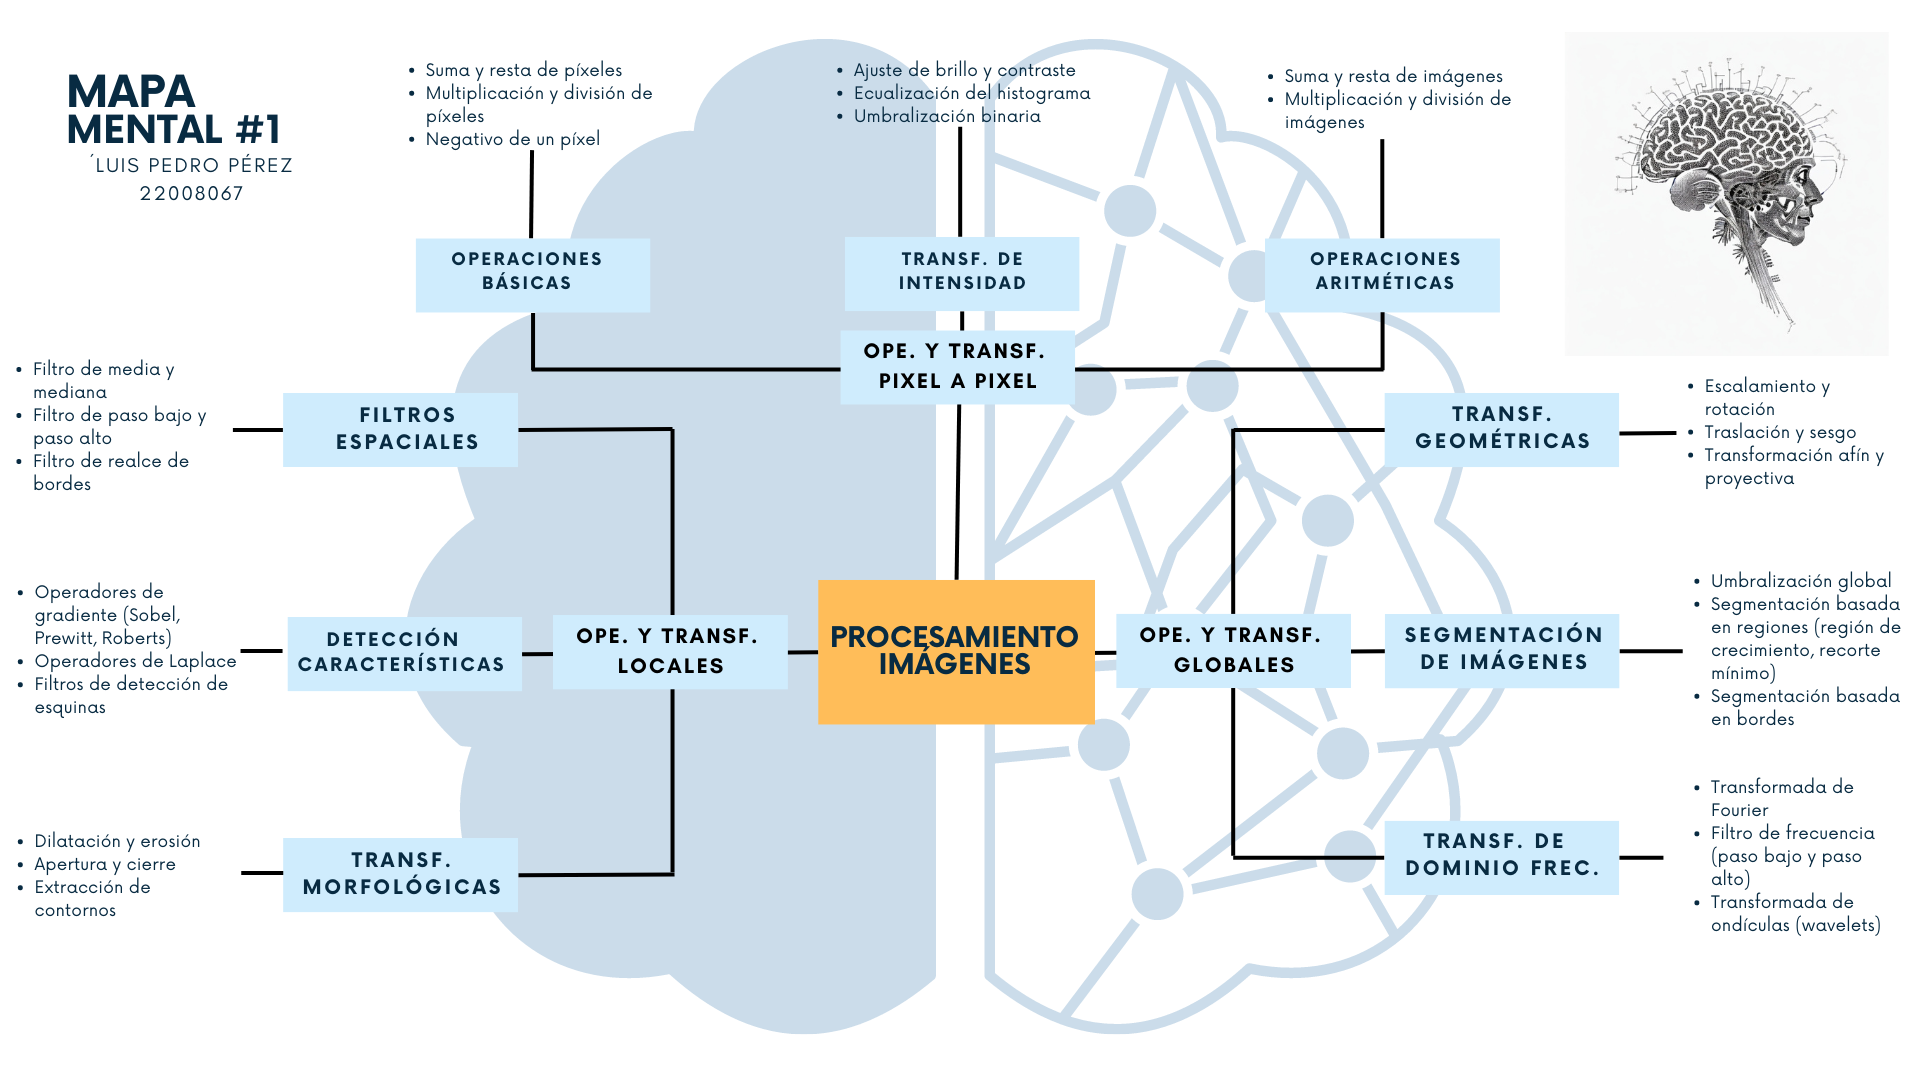 MAPA
MENTAL #1
´LUIS PEDRO PÉREZ
22008067
• Suma y resta de píxeles
• Multiplicación y división de
píxeles
• Negativo de un píxel
• Ajuste de brillo y contraste
• Ecualización del histograma
• Umbralización binaria
• Suma y resta de imágenes
• Multiplicación y división de
imágenes
OPERACIONES
BÁSICAS
TRANSF. DE
INTENSIDAD
OPERACIONES
ARITMÉTICAS
OPE. Y TRANSF.
PIXEL A PIXEL
• Filtro de media y
mediana
• Filtro de paso bajo y
paso alto
• Filtro de realce de
bordes
FILTROS
ESPACIALES
TRANSF.
GEOMÉTRICAS
• Escalamiento y
rotación
• Traslación y sesgo
• Transformación afín y
proyectiva
• Operadores de
gradiente (Sobel,
Prewitt, Roberts)
• Operadores de Laplace
• Filtros de detección de
esquinas
DETECCIÓN
CARACTERÍSTICAS
OPE. Y TRANSF.
LOCALES
PROCESAMIENTO
IMÁGENES
OPE. Y TRANSF.
GLOBALES
SEGMENTACIÓN
DE IMÁGENES
• Umbralización global
• Segmentación basada
en regiones (región de
crecimiento, recorte
mínimo)
• Segmentación basada
en bordes
• Dilatación y erosión
• Apertura y cierre
• Extracción de
contornos
TRANSF.
MORFOLÓGICAS
TRANSF. DE
DOMINIO FREC.
• Transformada de
Fourier
• Filtro de frecuencia
(paso bajo y paso
alto)
• Transformada de
ondículas (wavelets)